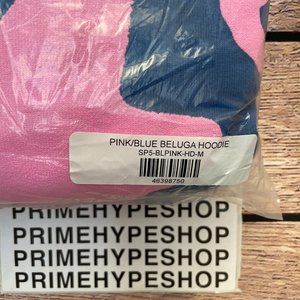 PINK/BLUE BELUGA HOODIE
SP5-BLPINK-HD-M
46398750
PRIMEHYPESHOP
PRIMEHYPESHOP
PRIMEHYPESHOP
PRIMEHYPESHOP